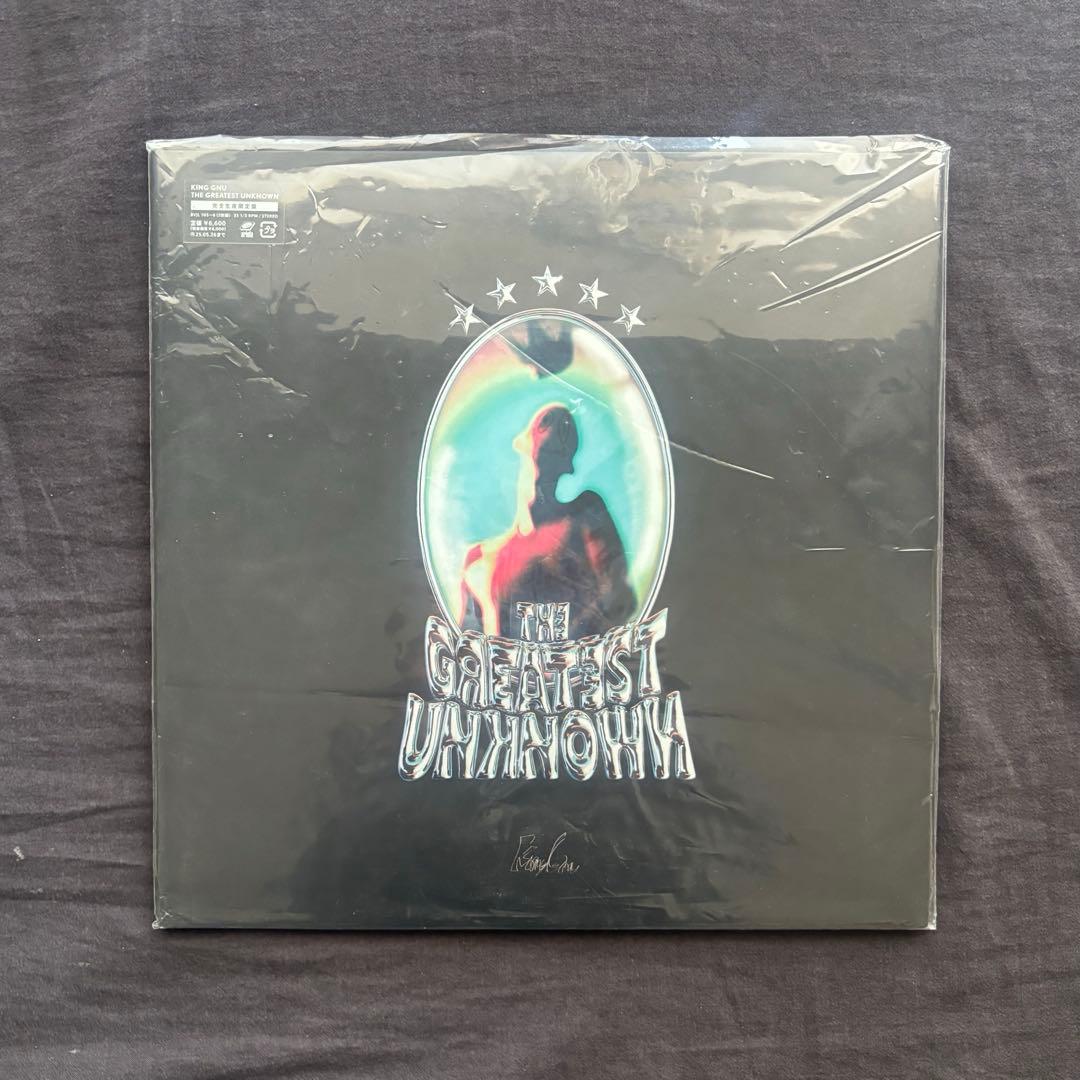 KING GNU
THE GREATEST UNKNOWN
完全生産限定盤
定価 ¥6,600
THE
GREATEST
UNKNOWN